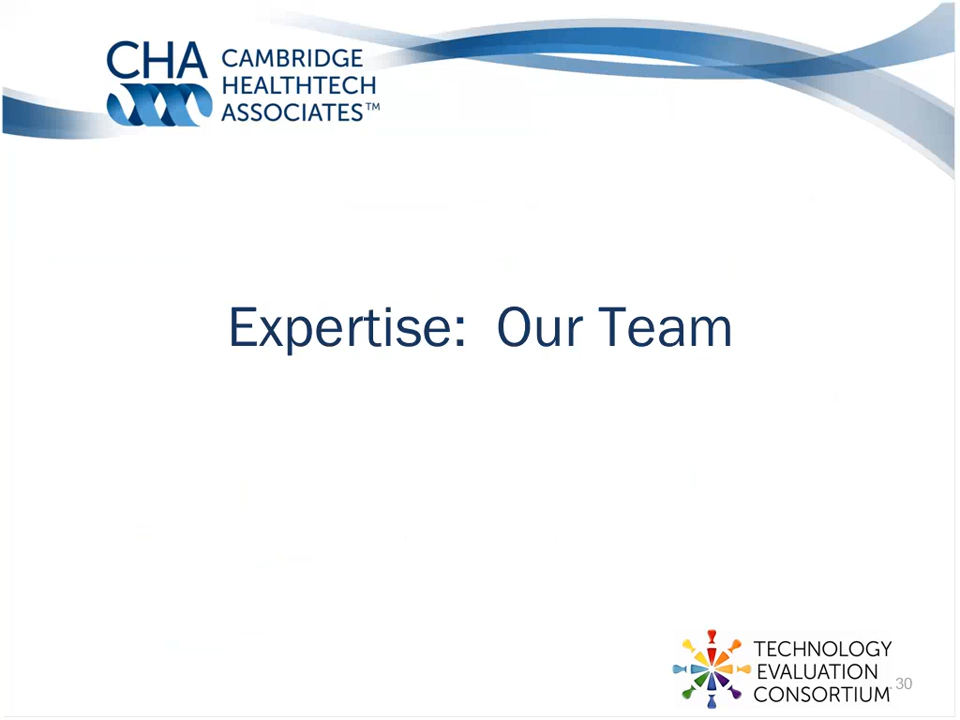 CHA
CAMBRIDGE
HEALTHTECH
ASSOCIATES™
Expertise: Our Team
TECHNOLOGY
EVALUATION
CONSORTIUM
30